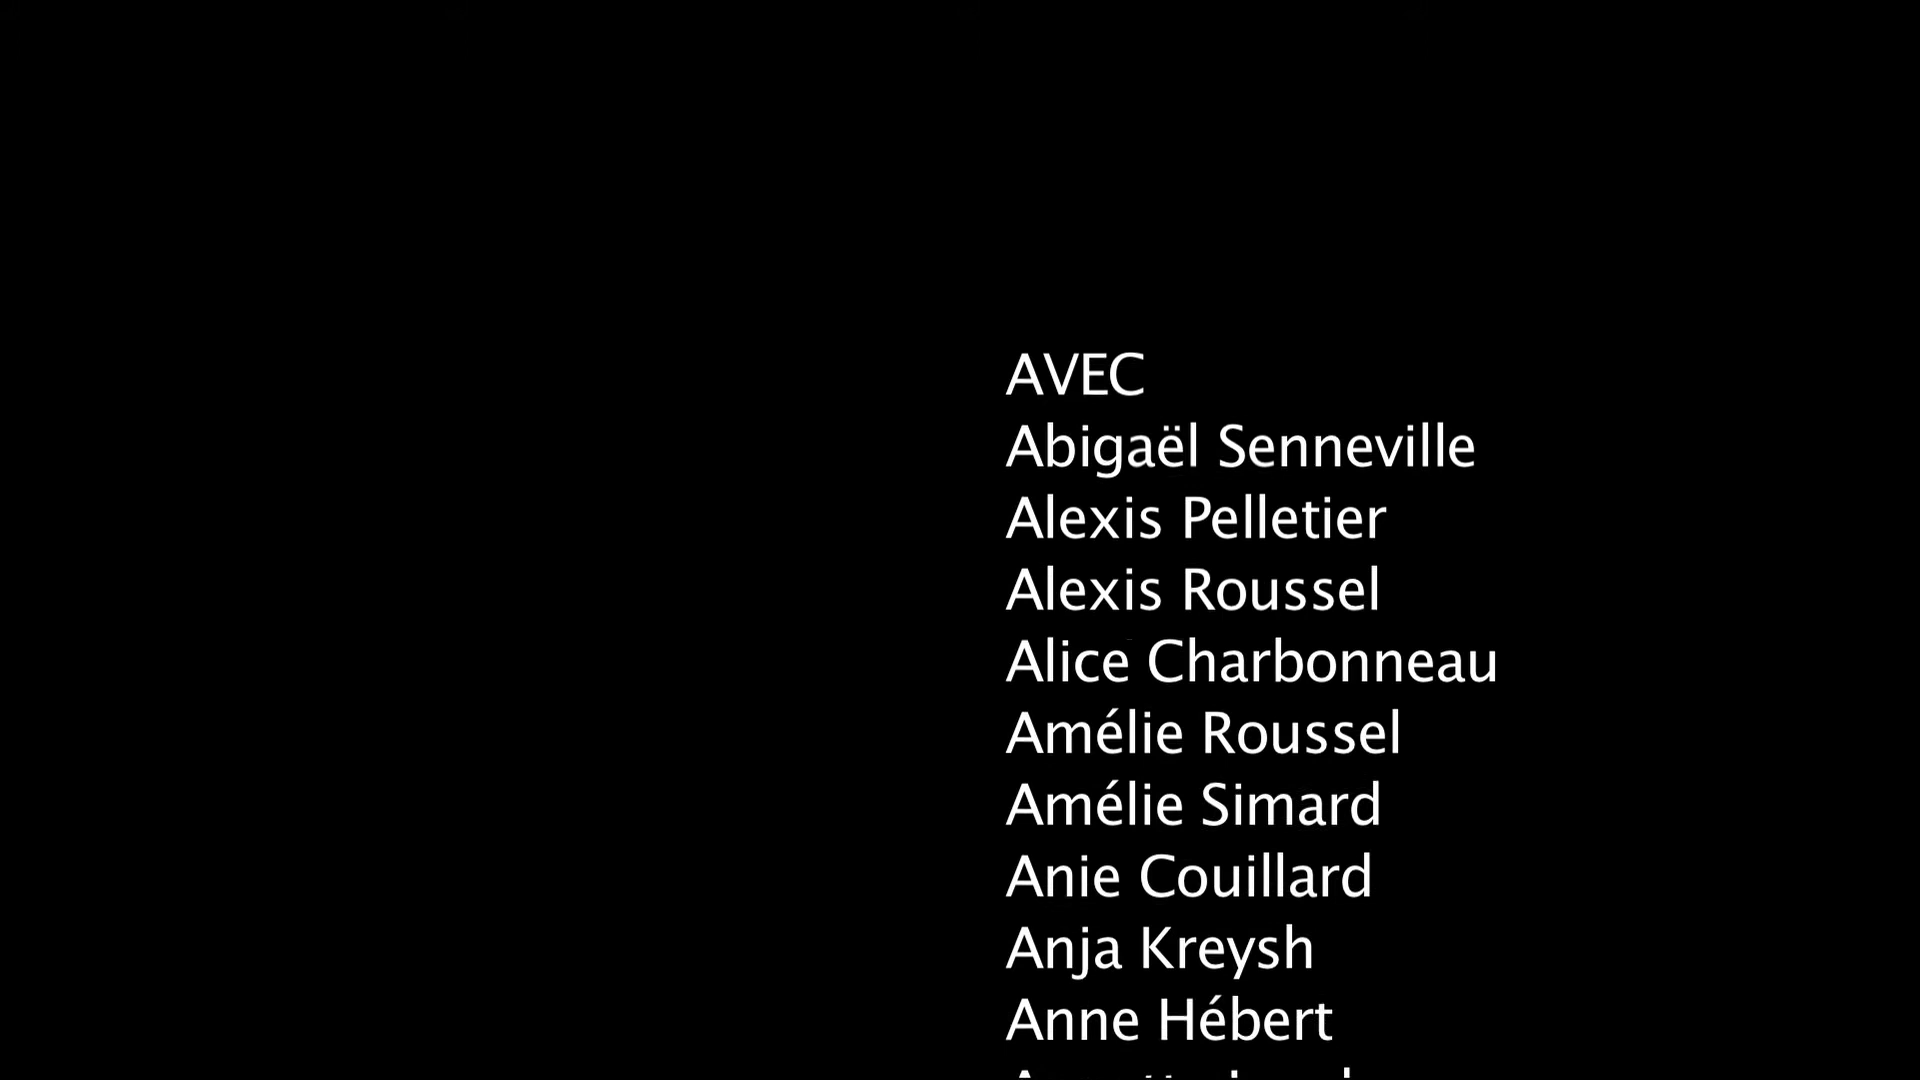 AVEC
Abigaël Senneville
Alexis Pelletier
Alexis Roussel
Alice Charbonneau
Amélie Roussel
Amélie Simard
Anie Couillard
Anja Kreysh
Anne Hébert